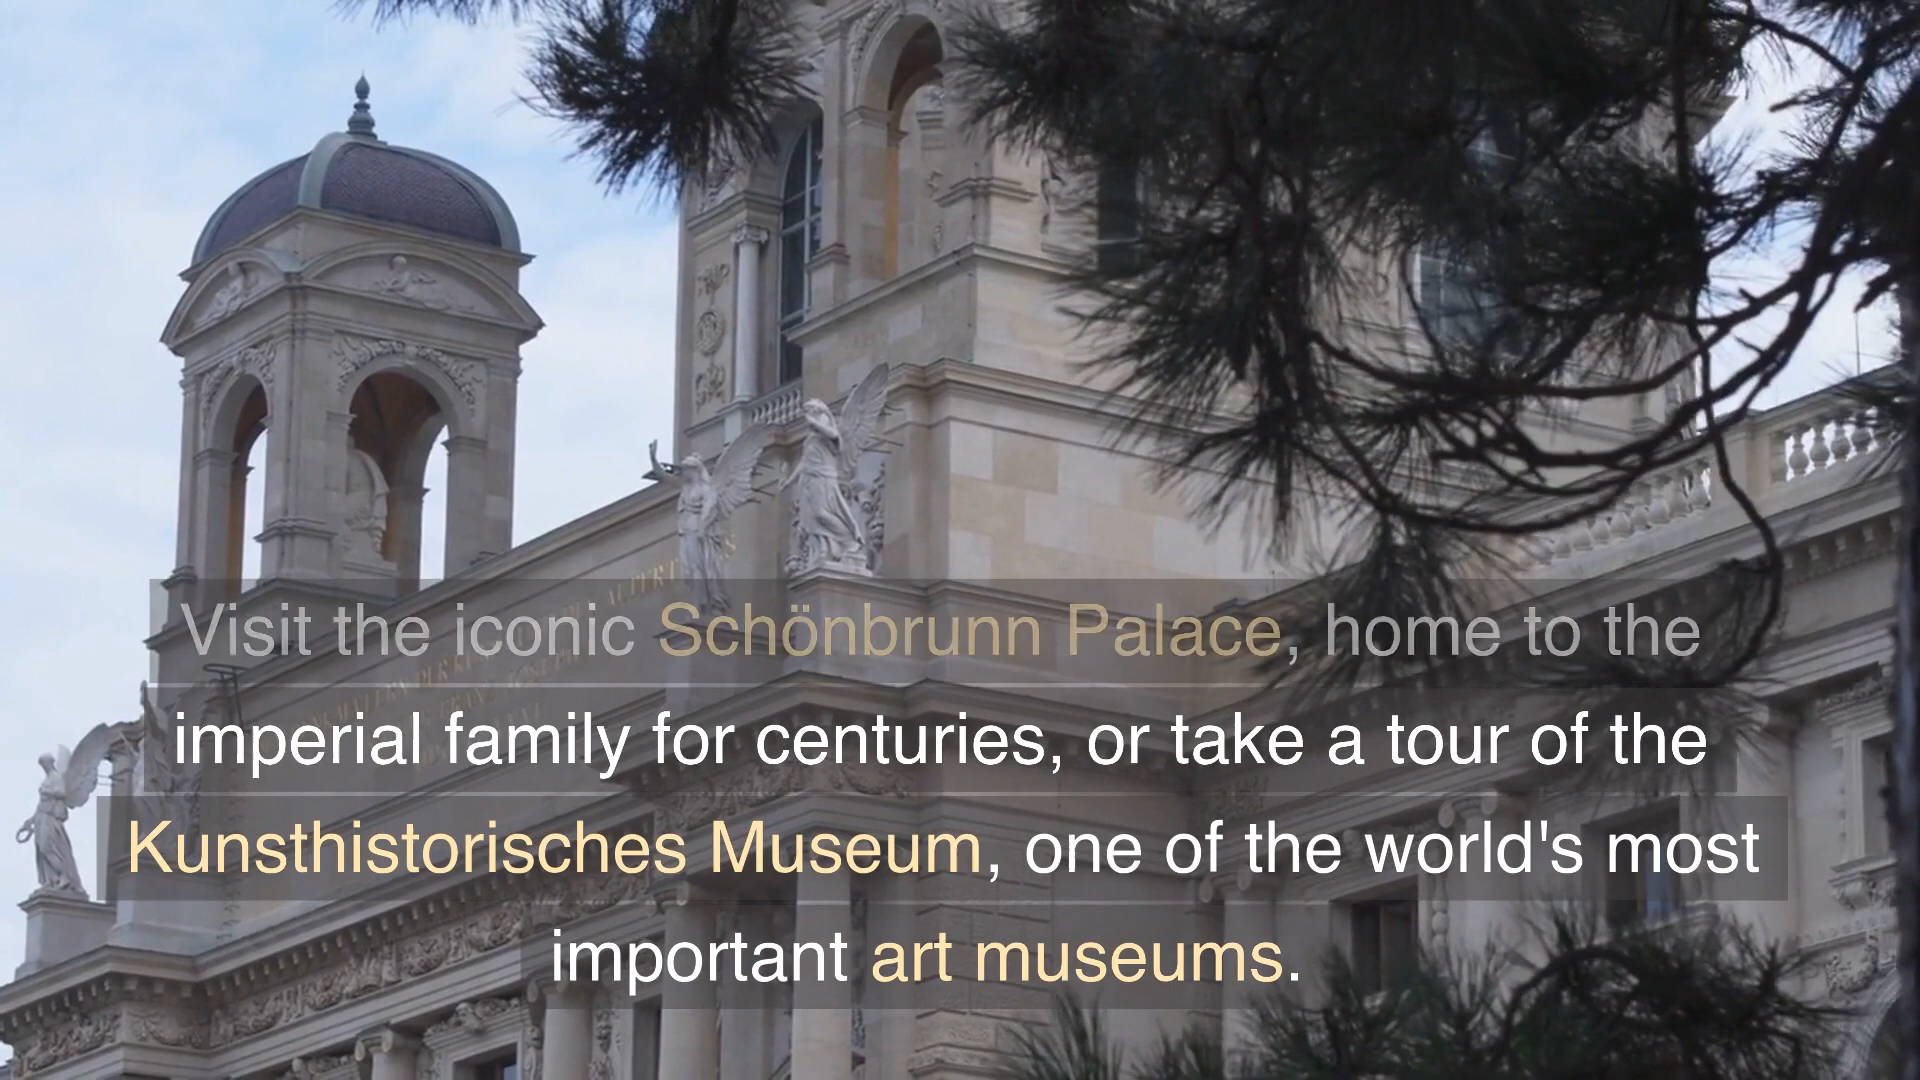 Visit the iconic Schönbrunn Palace, home to the
imperial family for centuries, or take a tour of the
Kunsthistorisches Museum, one of the world's most
important art museums.